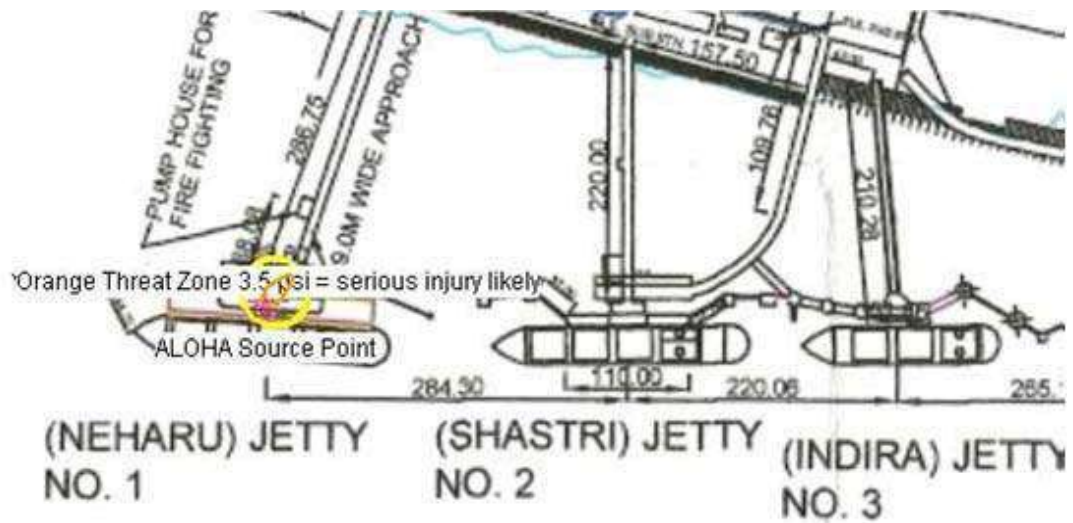 PUMP HOUSE FOR
FIRE FIGHTING
286.75
9.0M WIDE APPROACH
157.50
109.76
220.00
210.28
Orange Threat Zone 3.5 psi = serious injury likely
ALOHA Source Point
284.30
110.00
220.06
265.
(NEHARU) JETTY
NO. 1
(SHASTRI) JETTY
NO. 2
(INDIRA) JETTY
NO. 3